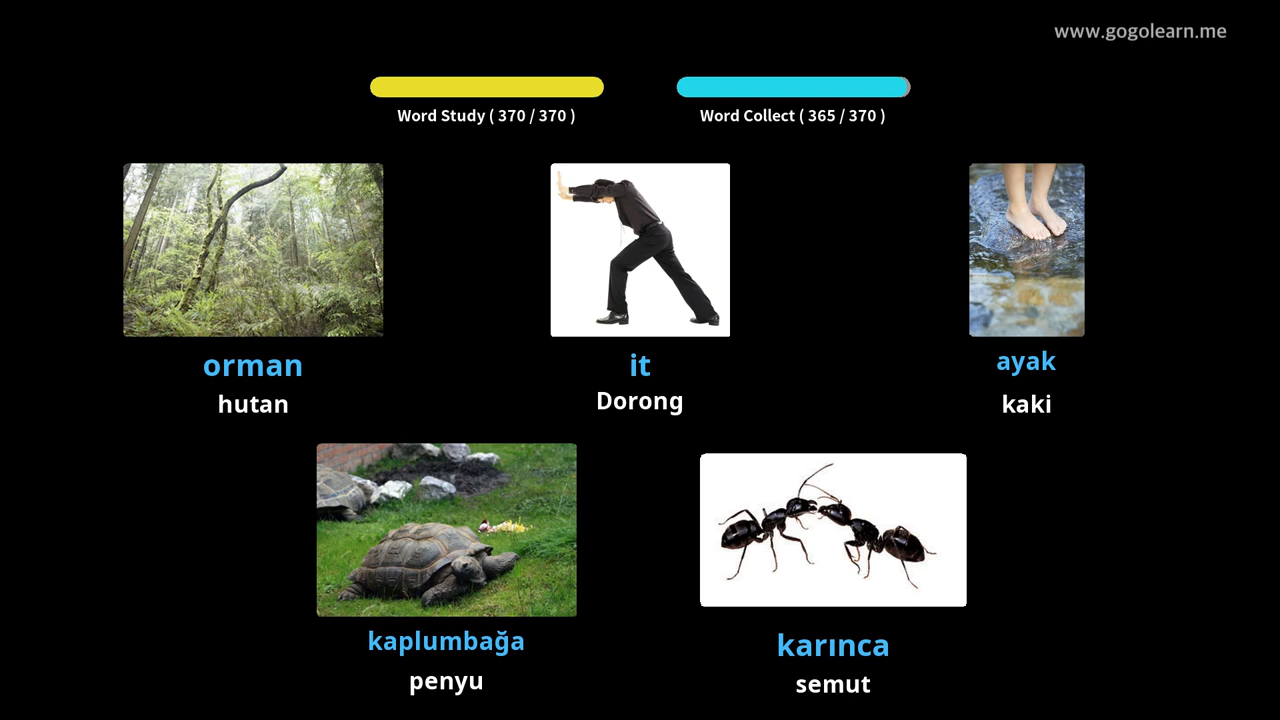 www.gogolearn.me
Word Study ( 370 / 370 )
Word Collect ( 365 / 370 )
orman
hutan
it
Dorong
ayak
kaki
kaplumbağa
penyu
karınca
semut